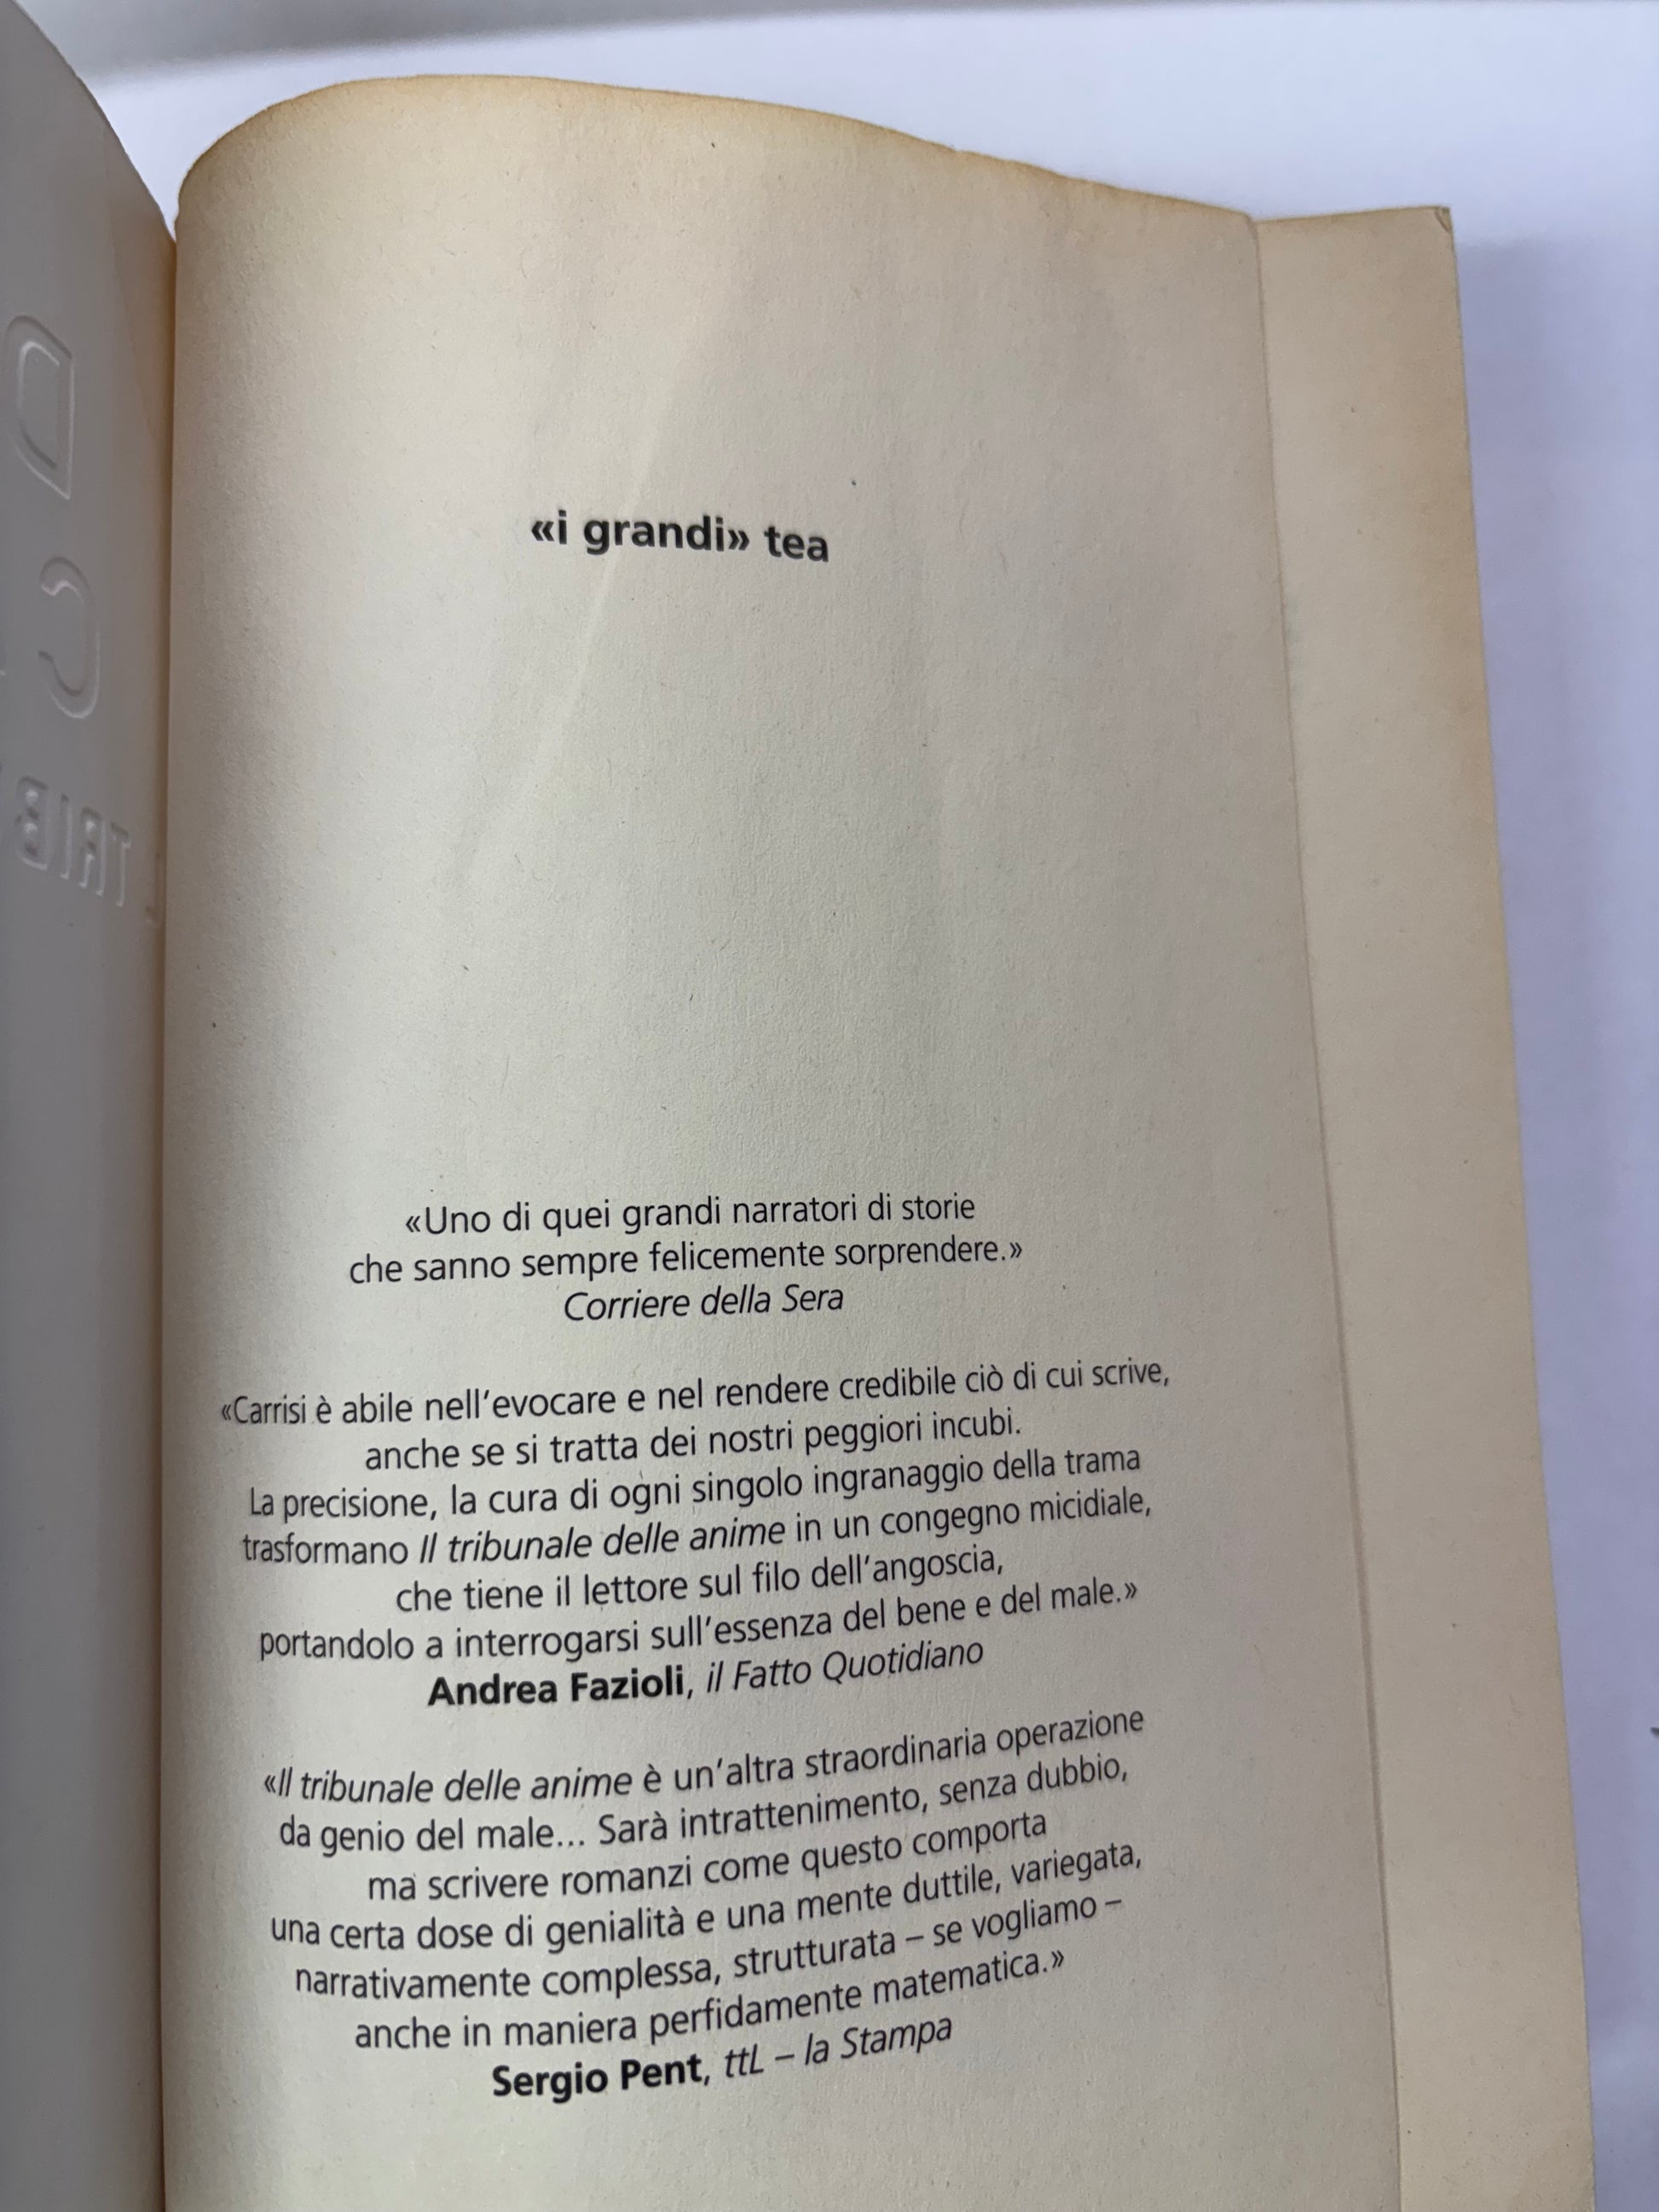 «i grandi» tea
«Uno di quei grandi narratori di storie
che sanno sempre felicemente sorprendere.»
Corriere della Sera
«Carrisi è abile nell'evocare e nel rendere credibile ciò di cui scrive,
anche se si tratta dei nostri peggiori incubi.
La precisione, la cura di ogni singolo ingranaggio della trama
trasformano Il tribunale delle anime in un congegno micidiale,
che tiene il lettore sul filo dell'angoscia,
portandolo a interrogarsi sull'essenza del bene e del male.»
Andrea Fazioli, il Fatto Quotidiano
«Il tribunale delle anime è un'altra straordinaria operazione
da genio del male... Sarà intrattenimento, senza dubbio,
ma scrivere romanzi come questo comporta
una certa dose di genialità e una mente duttile, variegata,
narrativamente complessa, strutturata – se vogliamo –
anche in maniera perfidamente matematica.»
Sergio Pent, ttL – la Stampa